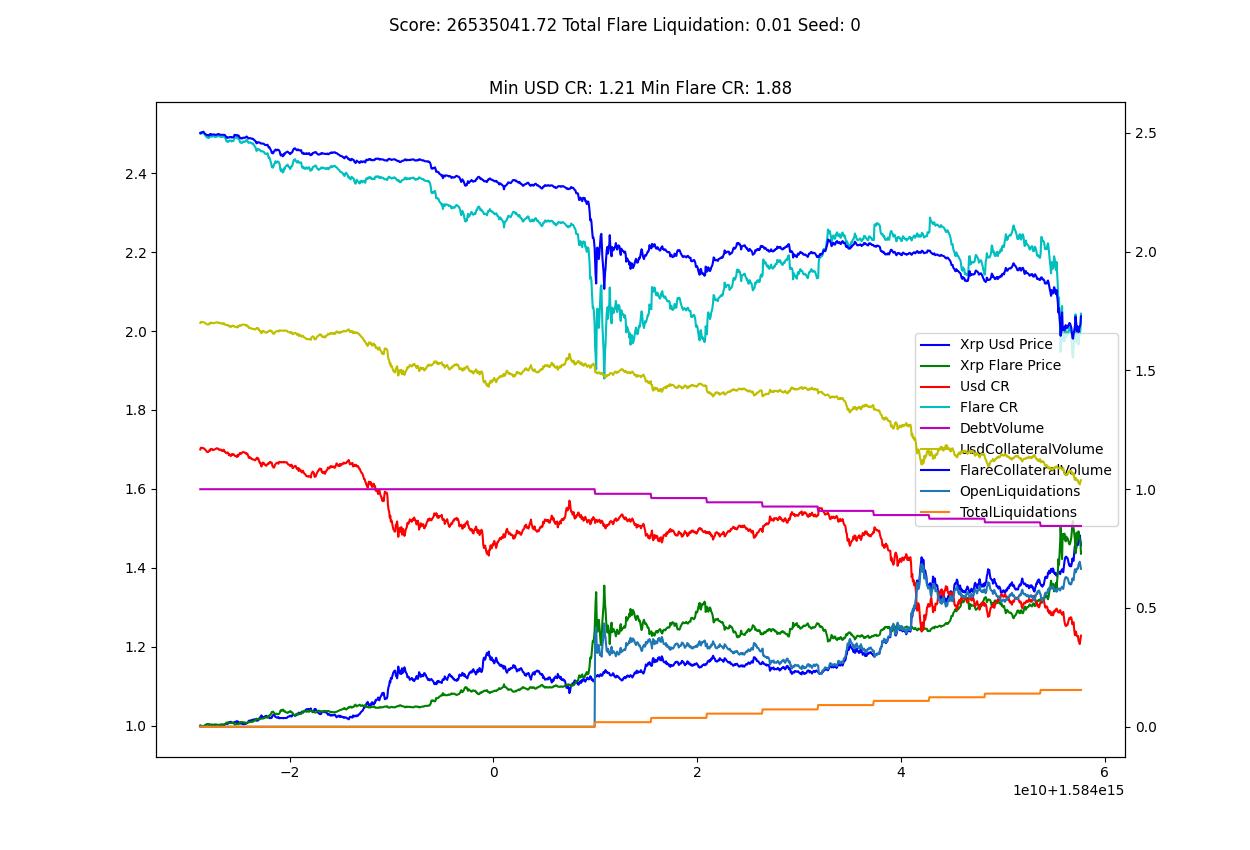 Score: 26535041.72 Total Flare Liquidation: 0.01 Seed: 0
Min USD CR: 1.21 Min Flare CR: 1.88
2.4
2.2
2.0
1.8
1.6
1.4
1.2
1.0
2.5
2.0
1.5
1.0
0.5
0.0
Xrp Usd Price
Xrp Flare Price
Usd CR
Flare CR
DebtVolume
UsdCollateralVolume
FlareCollateralVolume
OpenLiquidations
TotalLiquidations
−2
0
2
4
6
1e10+1.584e15